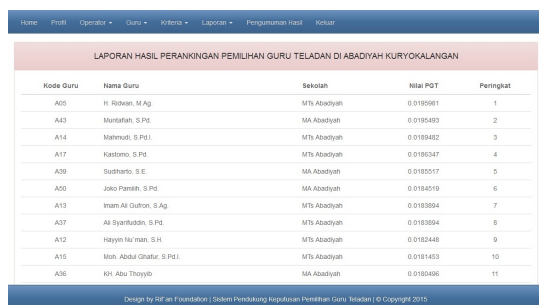 Home Profil Operator Guru Kriteria Laporan Pengumuman Hasil Keluar
LAPORAN HASIL PERANKINGAN PEMILIHAN GURU TELADAN DI ABADIYAH KURYOKALANGAN
Kode Guru Nama Guru Sekolah Nilai PGT Peringkat
A05 H. Ridwan, M.Ag. MTs Abadiyah 0.0195981 1
A43 Muntafiah, S.Pd. MA Abadiyah 0.0195493 2
A14 Mahmudi, S.Pd.I. MTs Abadiyah 0.0189482 3
A17 Kastomo, S.Pd. MTs Abadiyah 0.0186347 4
A39 Sudiharto, S.E. MA Abadiyah 0.0185517 5
A50 Joko Pamilih, S.Pd. MA Abadiyah 0.0184519 6
A13 Imam Ali Gufron, S.Ag. MTs Abadiyah 0.0183894 7
A37 Ali Syarifuddin, S.Pd. MTs Abadiyah 0.0183894 8
A12 Hayyin Nu'man, S.H. MTs Abadiyah 0.0182448 9
A15 Moh. Abdul Ghafur, S.Pd.I. MTs Abadiyah 0.0181453 10
A36 KH. Abu Thoyyib MA Abadiyah 0.0180496 11
Design by Rif'an Foundation | Sistem Pendukung Keputusan Pemilihan Guru Teladan | © Copyright 2015